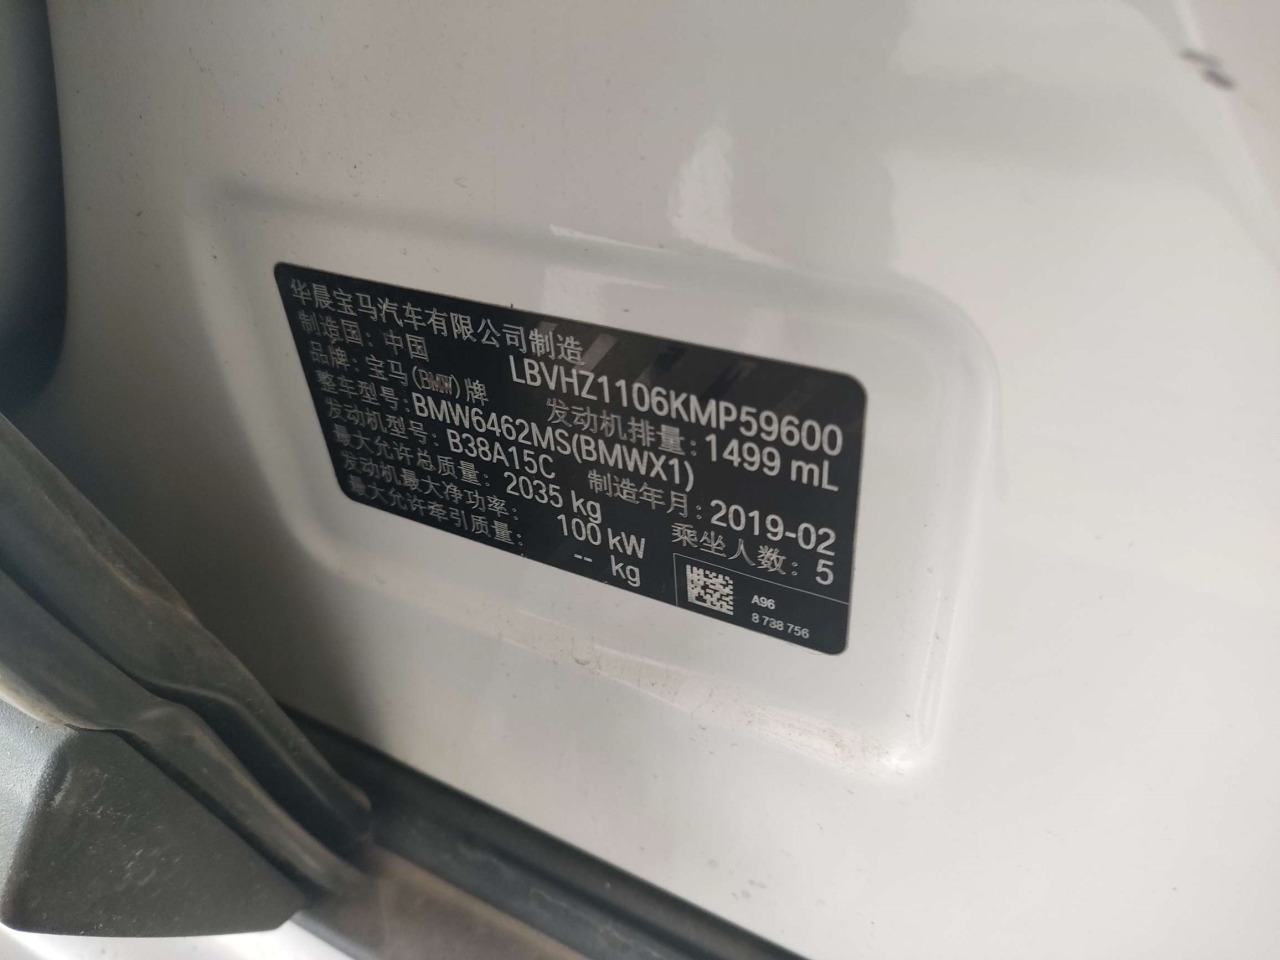 华晨宝马汽车有限公司制造
制造国：中国 LBVHZ1106KMP59600
品牌：宝马(BMW)牌 发动机排量：1499 mL
整车型号：BMW6462MS(BMWX1)
发动机型号：B38A15C 制造年月：2019-02
最大允许总质量：2035 kg 乘坐人数：5
发动机最大净功率：100 kW
最大允许牵引质量：-- kg
A96
8 738 756